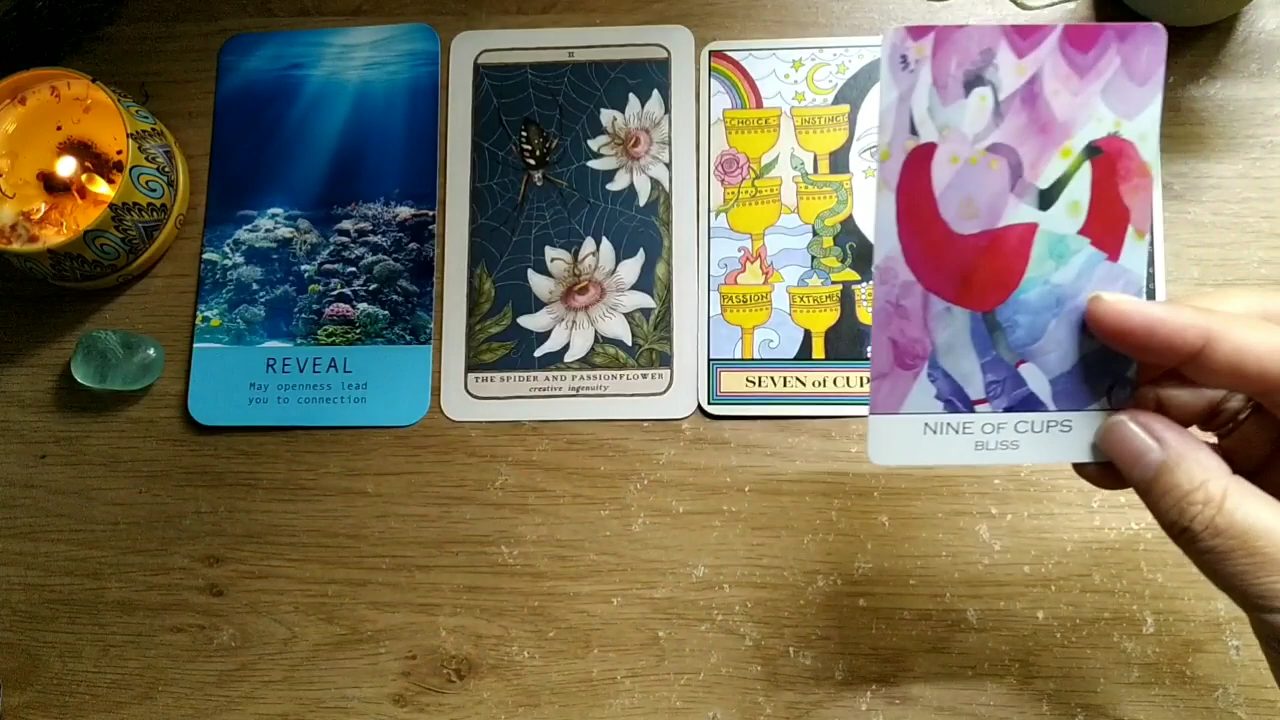 REVEAL
May openness lead
you to connection
II
THE SPIDER AND PASSIONFLOWER
creative ingenuity
CHOICE
INSTINCT
PASSION
EXTREMES
SEVEN of CUP
NINE OF CUPS
BLISS